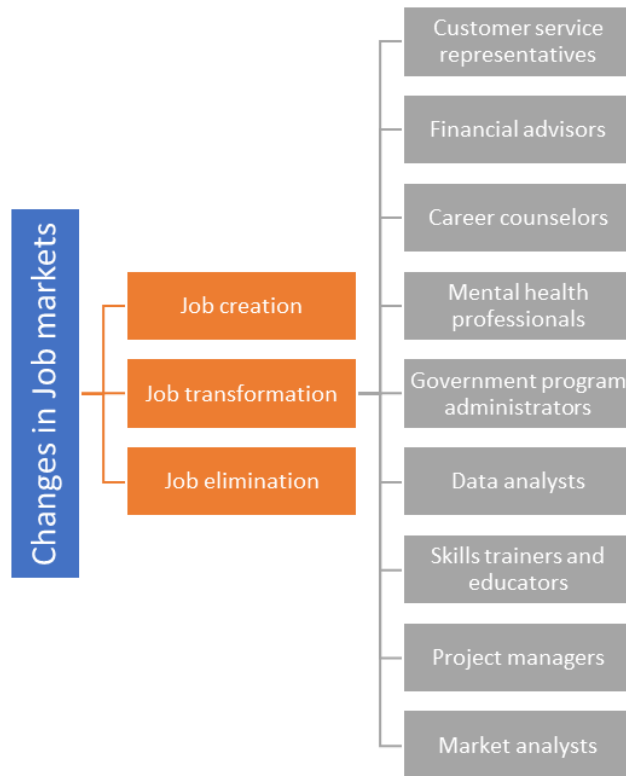 Changes in Job markets
Job creation
Job transformation
Job elimination
Customer service
representatives
Financial advisors
Career counselors
Mental health
professionals
Government program
administrators
Data analysts
Skills trainers and
educators
Project managers
Market analysts